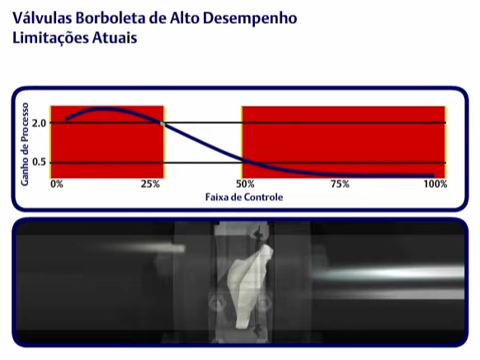 Válvulas Borboleta de Alto Desempenho
Limitações Atuais
Ganho de Processo
2.0
0.5
0% 25% 50% 75% 100%
Faixa de Controle